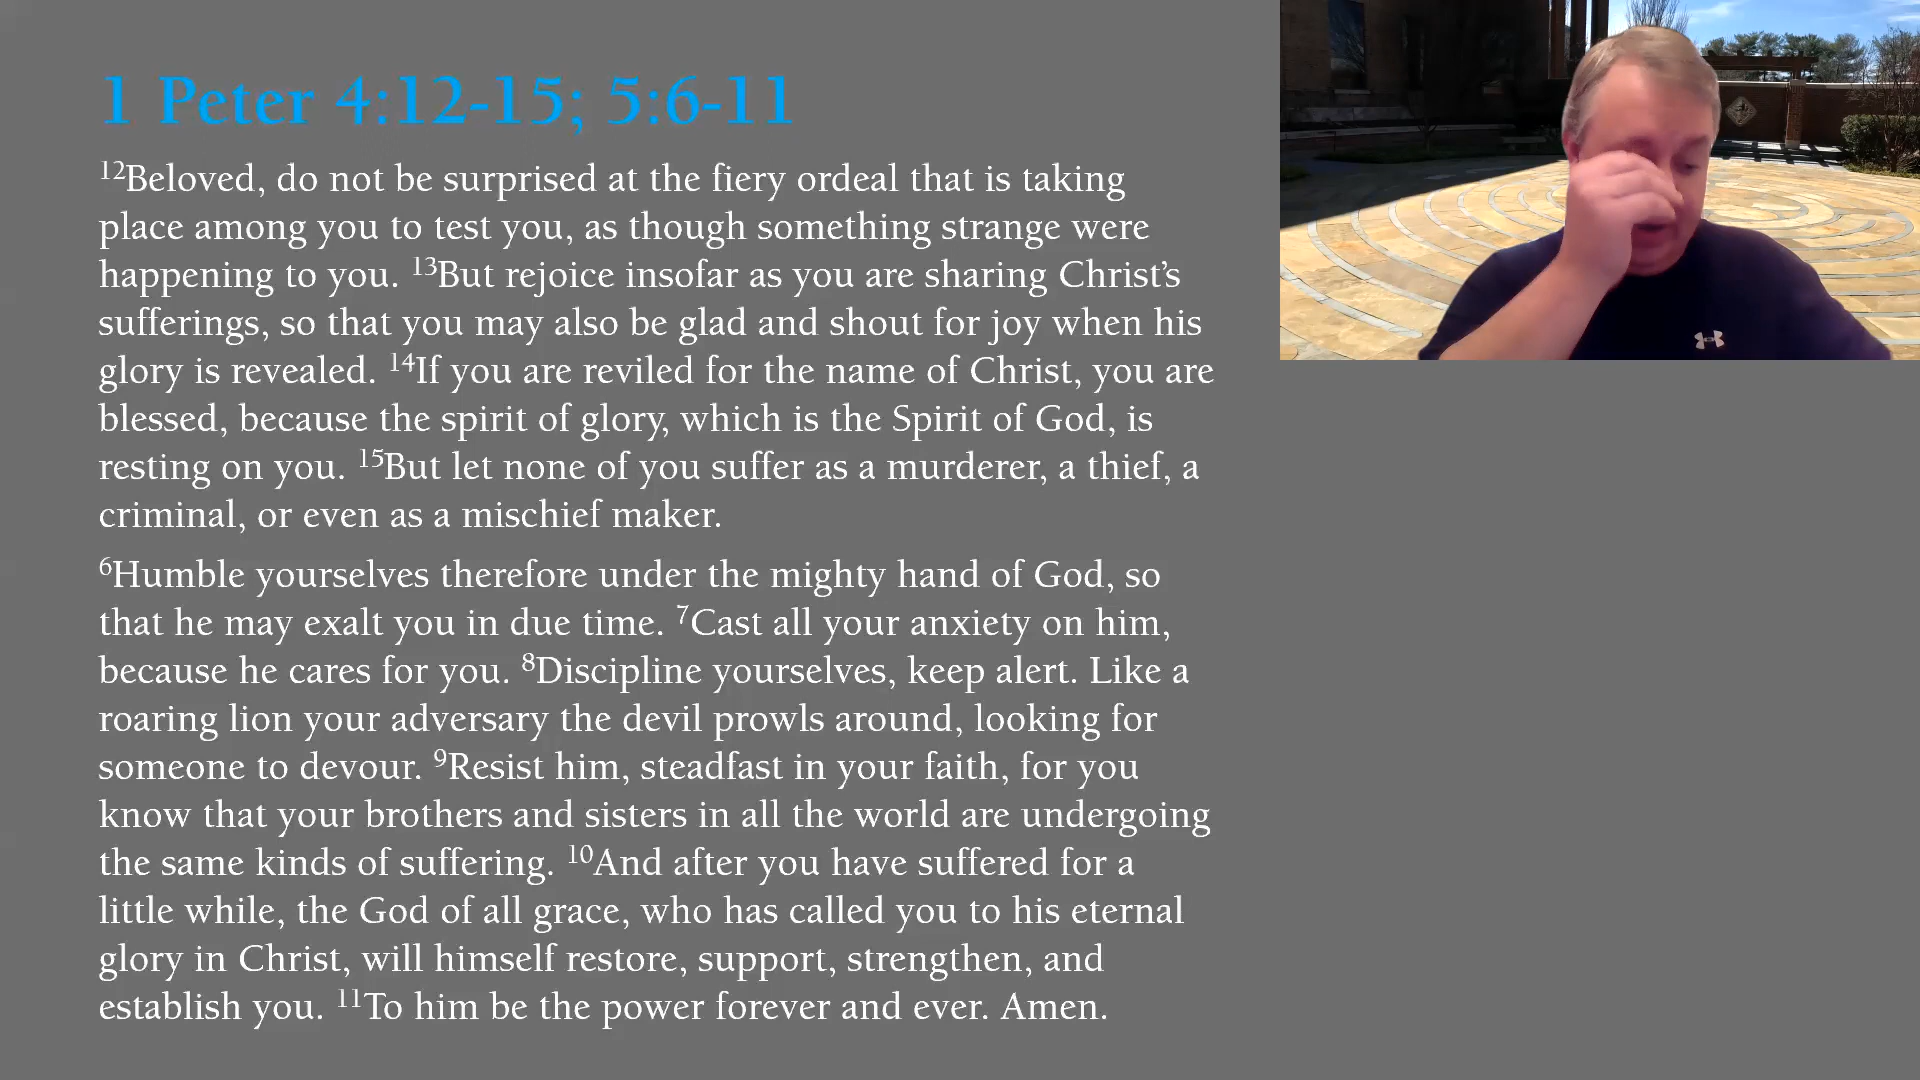 1 Peter 4:12-15; 5:6-11
12Beloved, do not be surprised at the fiery ordeal that is taking
place among you to test you, as though something strange were
happening to you. 13But rejoice insofar as you are sharing Christ’s
sufferings, so that you may also be glad and shout for joy when his
glory is revealed. 14If you are reviled for the name of Christ, you are
blessed, because the spirit of glory, which is the Spirit of God, is
resting on you. 15But let none of you suffer as a murderer, a thief, a
criminal, or even as a mischief maker.
6Humble yourselves therefore under the mighty hand of God, so
that he may exalt you in due time. 7Cast all your anxiety on him,
because he cares for you. 8Discipline yourselves, keep alert. Like a
roaring lion your adversary the devil prowls around, looking for
someone to devour. 9Resist him, steadfast in your faith, for you
know that your brothers and sisters in all the world are undergoing
the same kinds of suffering. 10And after you have suffered for a
little while, the God of all grace, who has called you to his eternal
glory in Christ, will himself restore, support, strengthen, and
establish you. 11To him be the power forever and ever. Amen.